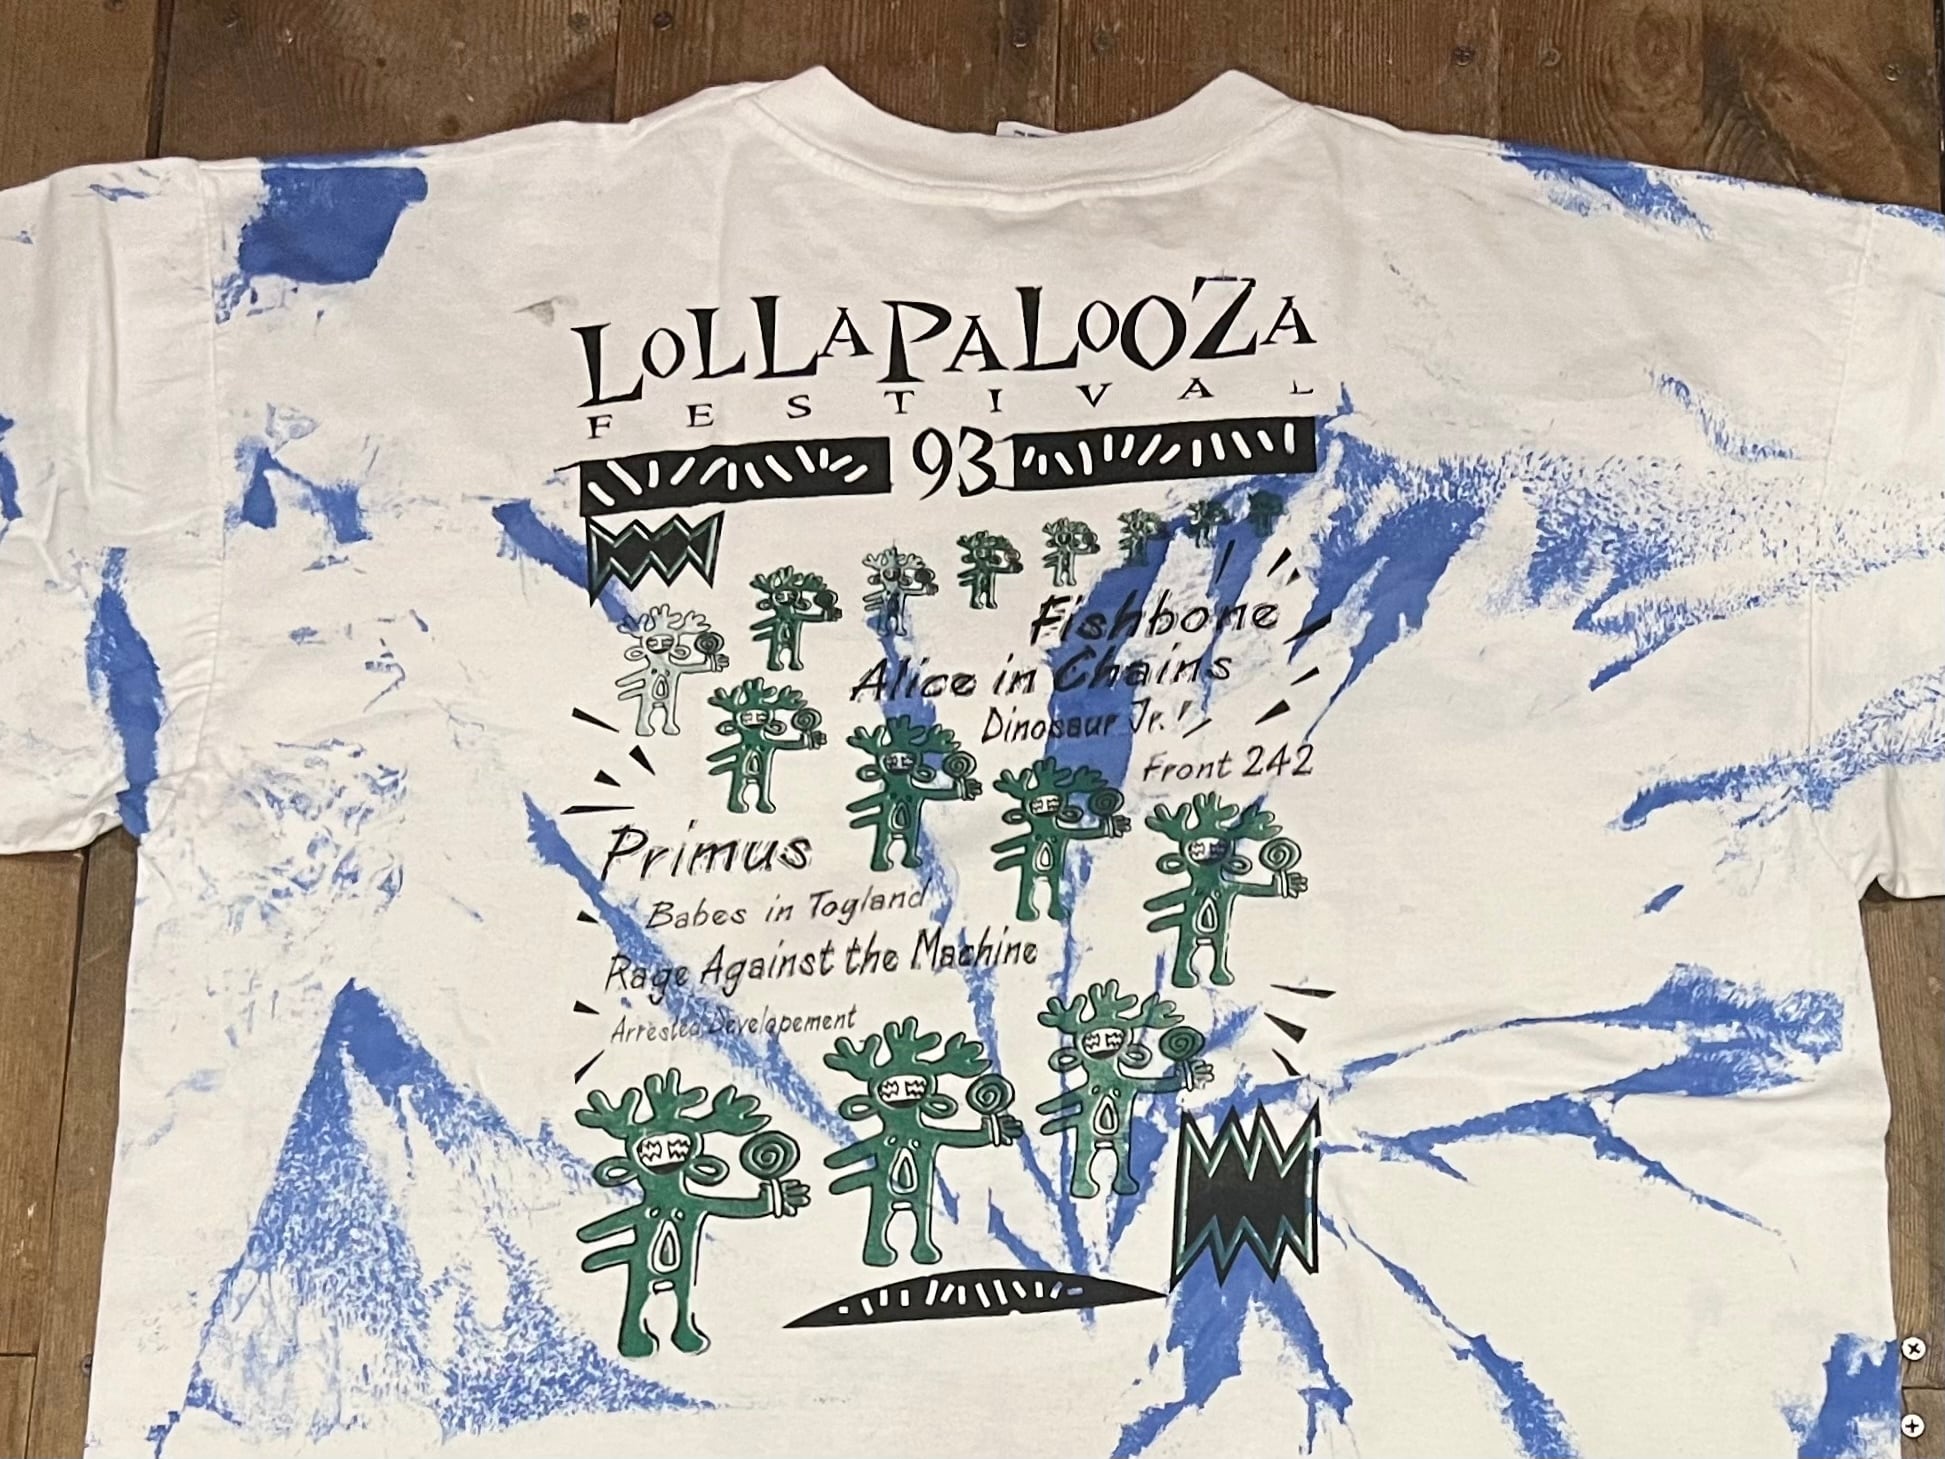 LOLLAPALOOZA
FESTIVAL
93
Fishbone
Alice in Chains
Dinosaur Jr.
Front 242
Primus
Babes in Toyland
Rage Against the Machine
Arrested Developement